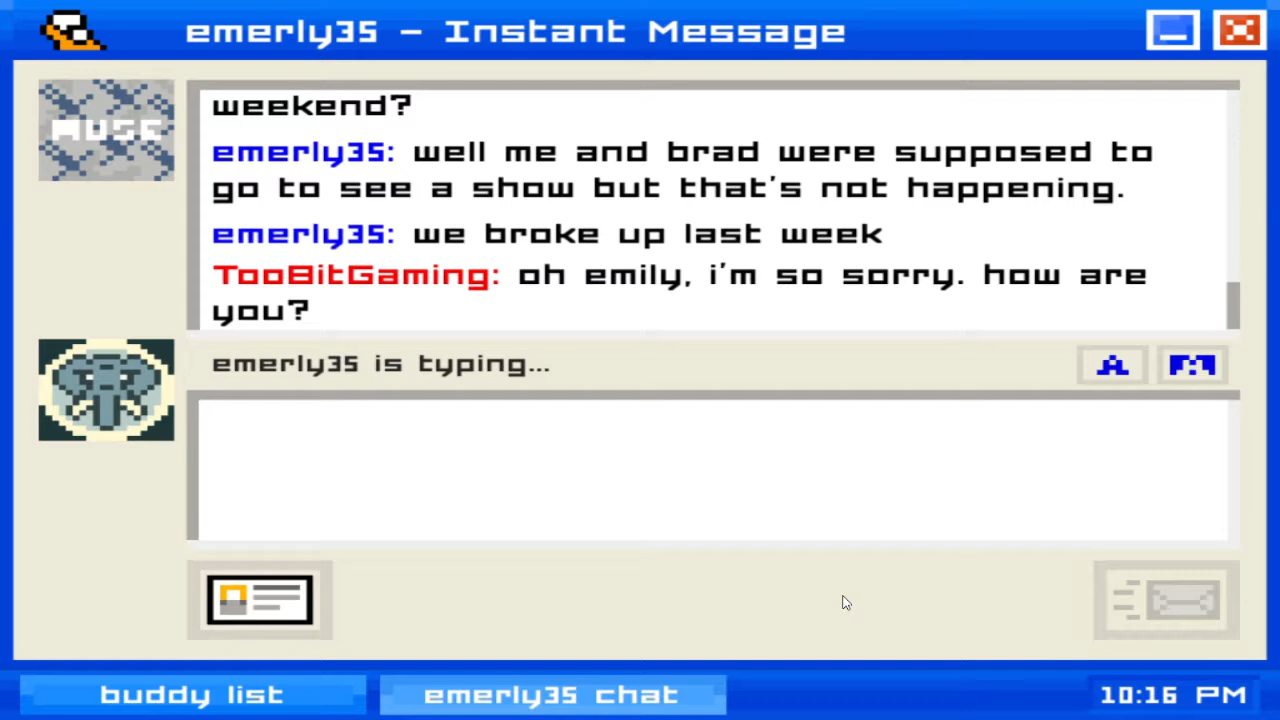 emerly35 - Instant Message
MUSE
weekend?
emerly35: well me and brad were supposed to
go to see a show but that's not happening.
emerly35: we broke up last week
TooBitGaming: oh emily, i'm so sorry. how are
you?
emerly35 is typing...
A
buddy list
emerly35 chat
10:16 PM